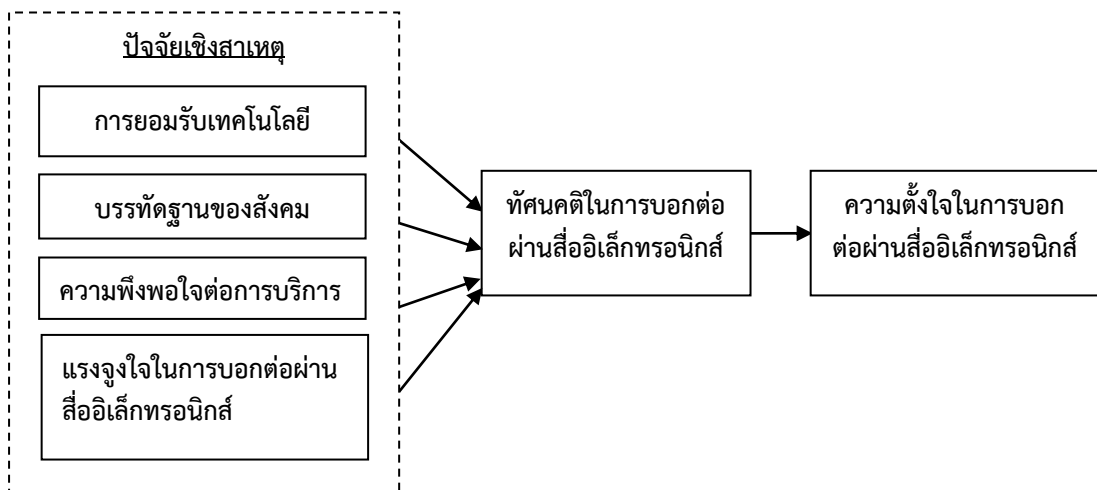 ปัจจัยเชิงสาเหตุ
การยอมรับเทคโนโลยี
บรรทัดฐานของสังคม
ความพึงพอใจต่อการบริการ
แรงจูงใจในการบอกต่อผ่าน
สื่ออิเล็กทรอนิกส์
ทัศนคติในการบอกต่อ
ผ่านสื่ออิเล็กทรอนิกส์
ความตั้งใจในการบอก
ต่อผ่านสื่ออิเล็กทรอนิกส์